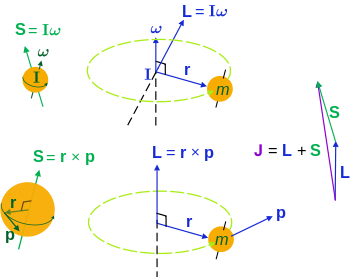 S = Iω
ω
I
ω
L = Iω
I
r
m
S = r × p
r
p
L = r × p
r
m
p
J = L + S
S
L